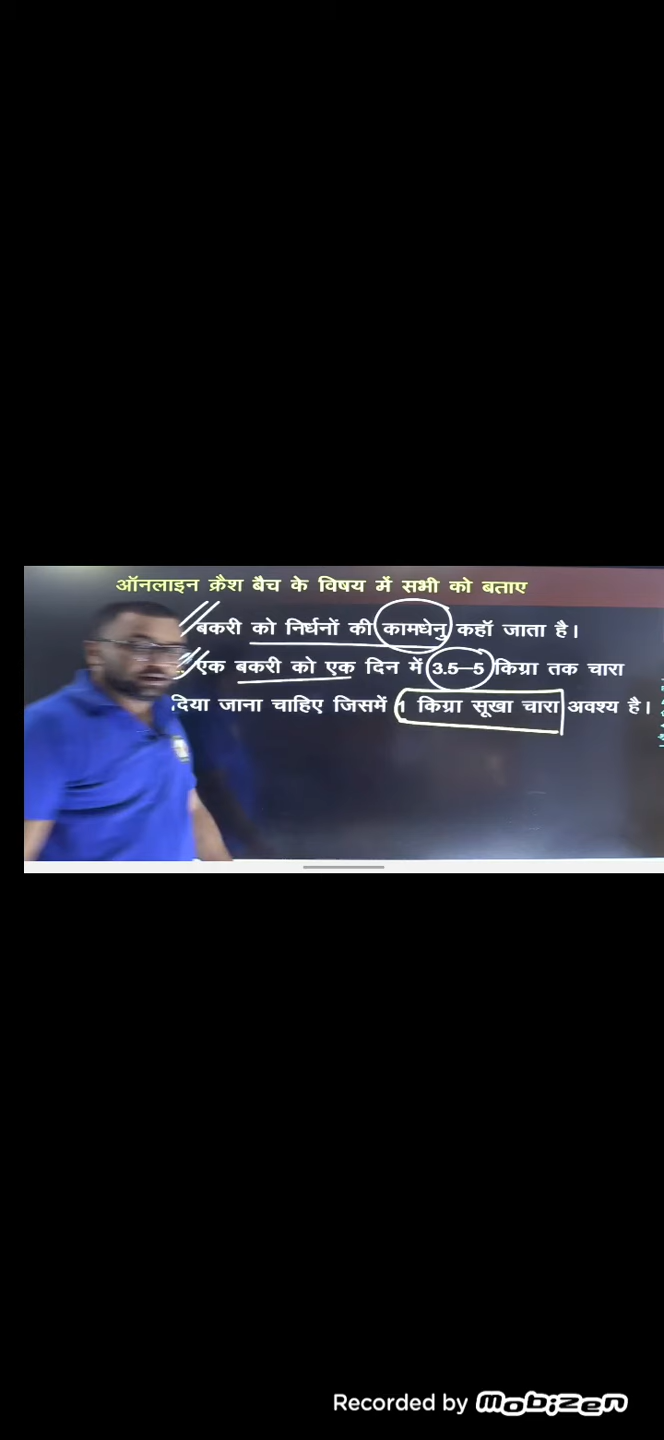 ऑनलाइन क्रैश बैच के विषय में सभी को बताए
बकरी को निर्धनों की कामधेनु कहॉ जाता है।
एक बकरी को एक दिन में 3.5–5 किग्रा तक चारा
दिया जाना चाहिए जिसमें 1 किग्रा सूखा चारा अवश्य है।
Recorded by mobizen